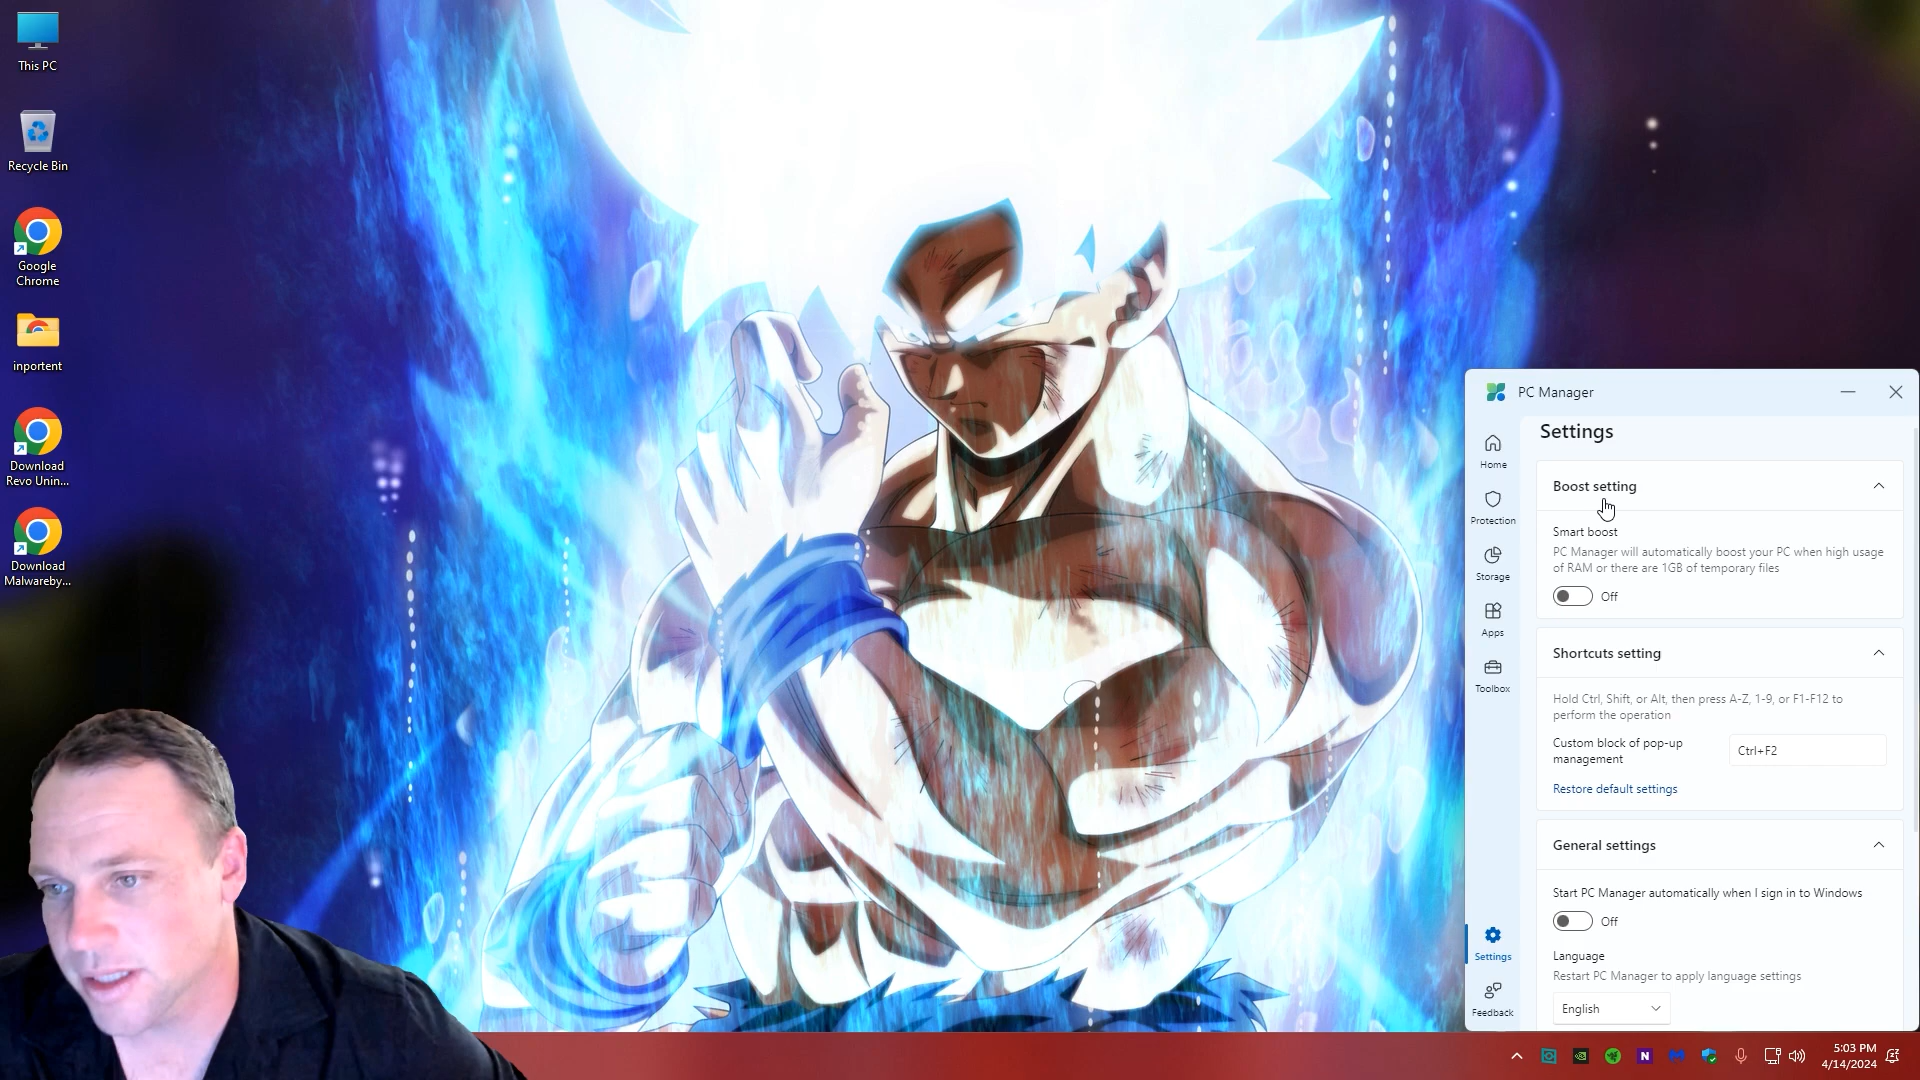 This PC
Recycle Bin
Google
Chrome
inportent
Download
Revo Unin...
Download
Malwareby...
PC Manager
Home
Protection
Storage
Apps
Toolbox
Settings
Feedback
Settings
Boost setting
Smart boost
PC Manager will automatically boost your PC when high usage
of RAM or there are 1GB of temporary files
Off
Shortcuts setting
Hold Ctrl, Shift, or Alt, then press A-Z, 1-9, or F1-F12 to
perform the operation
Custom block of pop-up
management
Ctrl+F2
Restore default settings
General settings
Start PC Manager automatically when I sign in to Windows
Off
Language
Restart PC Manager to apply language settings
English
N
5:03 PM
4/14/2024